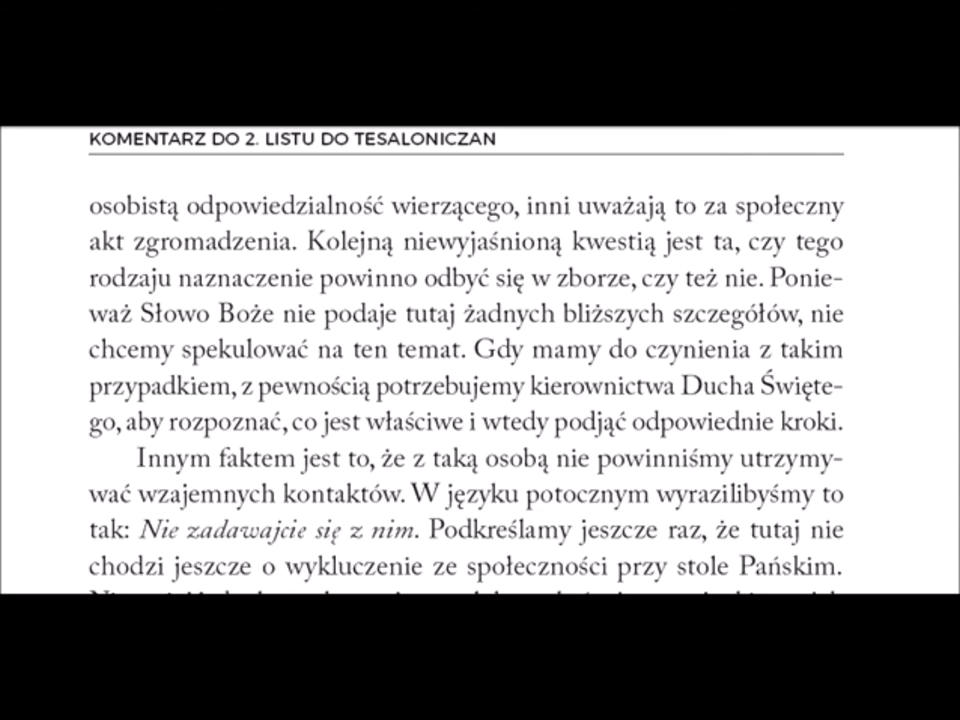 KOMENTARZ DO 2. LISTU DO TESALONICZAN
osobistą odpowiedzialność wierzącego, inni uważają to za społeczny
akt zgromadzenia. Kolejną niewyjaśnioną kwestią jest ta, czy tego
rodzaju naznaczenie powinno odbyć się w zborze, czy też nie. Ponie-
waż Słowo Boże nie podaje tutaj żadnych bliższych szczegółów, nie
chcemy spekulować na ten temat. Gdy mamy do czynienia z takim
przypadkiem, z pewnością potrzebujemy kierownictwa Ducha Święte-
go, aby rozpoznać, co jest właściwe i wtedy podjąć odpowiednie kroki.
Innym faktem jest to, że z taką osobą nie powinniśmy utrzymy-
wać wzajemnych kontaktów. W języku potocznym wyrazilibyśmy to
tak: Nie zadawajcie się z nim. Podkreślamy jeszcze raz, że tutaj nie
chodzi jeszcze o wykluczenie ze społeczności przy stole Pańskim.